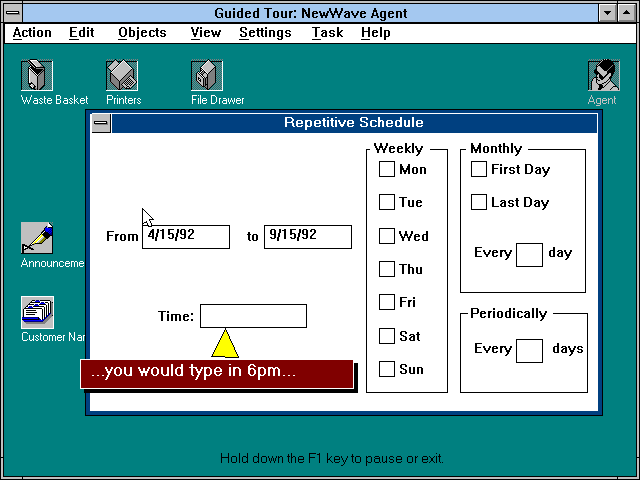 Guided Tour: NewWave Agent
Action Edit Objects View Settings Task Help
Waste Basket Printers File Drawer Agent
Repetitive Schedule
Weekly
Mon
Tue
Wed
Thu
Fri
Sat
Sun
Monthly
First Day
Last Day
Every day
Periodically
Every days
From 4/15/92 to 9/15/92
Time:
...you would type in 6pm...
Announceme
Customer Nar
Hold down the F1 key to pause or exit.